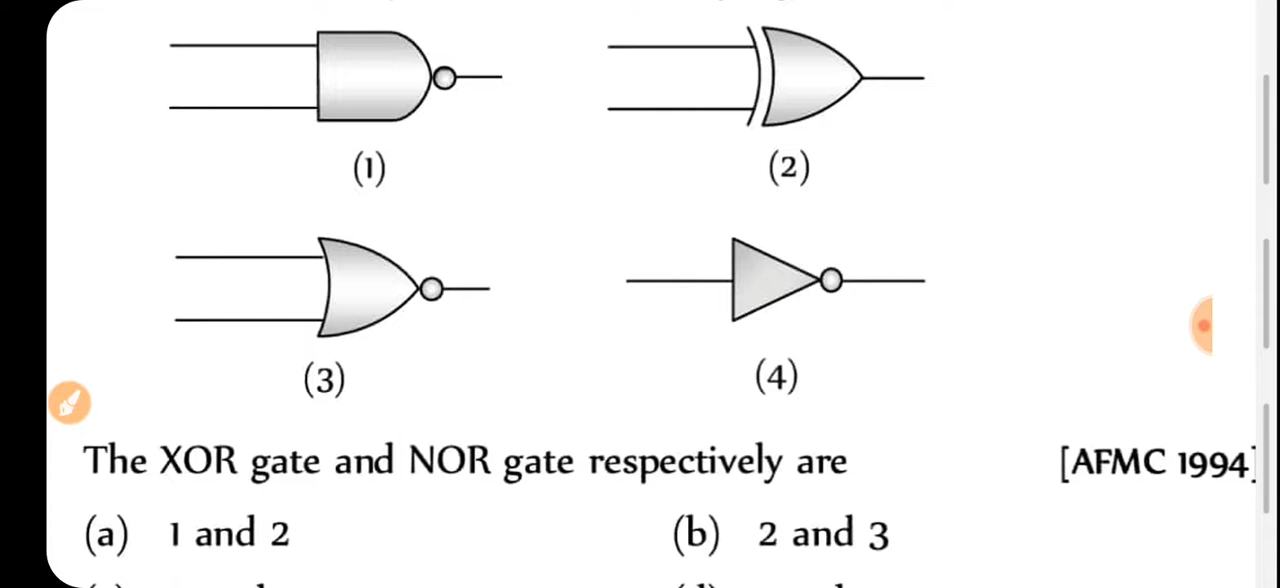 (1) (2)
(3) (4)
The XOR gate and NOR gate respectively are [AFMC 1994]
(a) 1 and 2 (b) 2 and 3